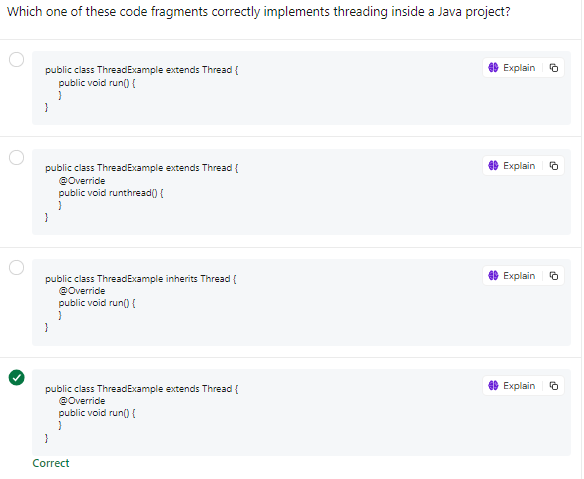 Which one of these code fragments correctly implements threading inside a Java project?
Explain
public class ThreadExample extends Thread {
public void run() {
}
}
Explain
public class ThreadExample extends Thread {
@Override
public void runthread() {
}
}
Explain
public class ThreadExample inherits Thread {
@Override
public void run() {
}
}
Explain
public class ThreadExample extends Thread {
@Override
public void run() {
}
}
Correct